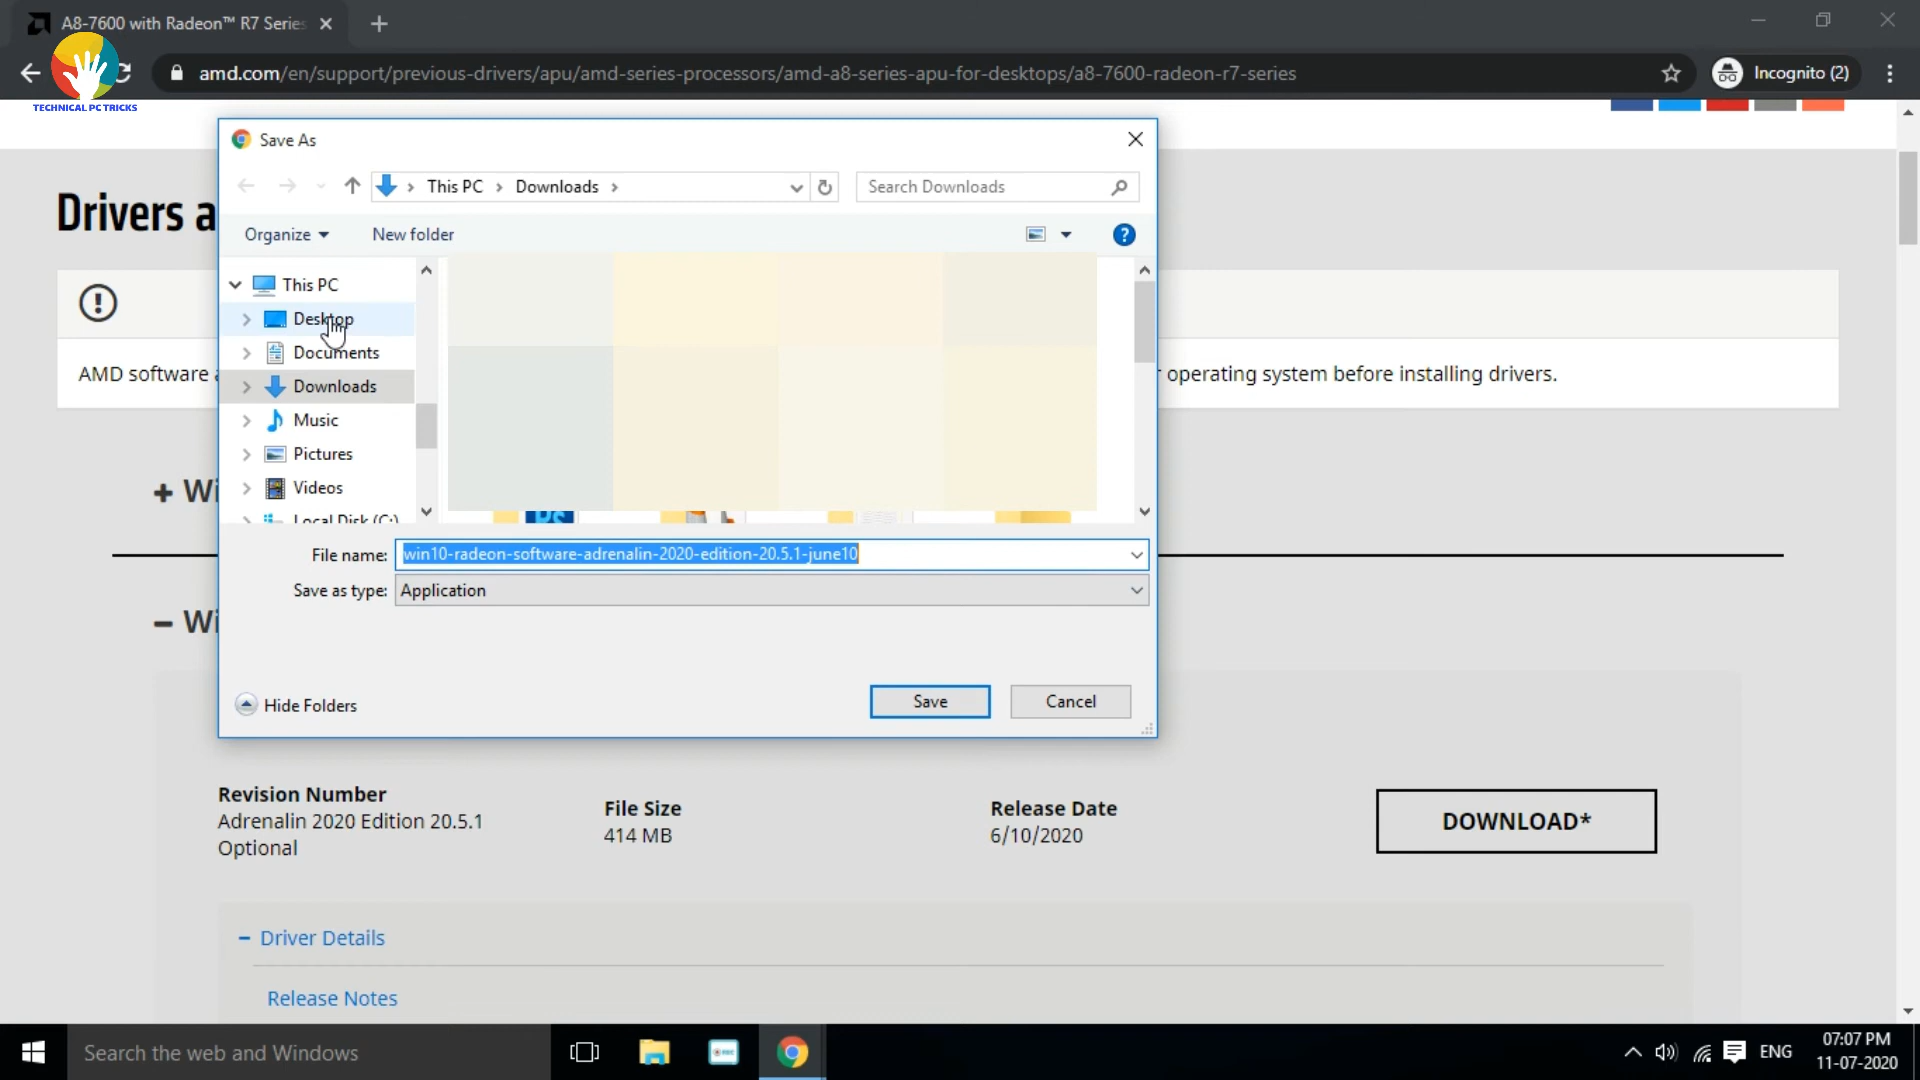 A8-7600 with Radeon™ R7 Series
amd.com/en/support/previous-drivers/apu/amd-series-processors/amd-a8-series-apu-for-desktops/a8-7600-radeon-r7-series
Incognito (2)
TECHNICAL PC TRICKS
Save As
This PC
Downloads
Search Downloads
Drivers a
Organize
New folder
?
This PC
Desktop
Documents
AMD software
operating system before installing drivers.
Downloads
Music
Pictures
Videos
Local Disk (C:)
+ Wi
File name:
win10-radeon-software-adrenalin-2020-edition-20.5.1-june10
Save as type:
Application
− Wi
Hide Folders
Save
Cancel
Revision Number
Adrenalin 2020 Edition 20.5.1
Optional
File Size
414 MB
Release Date
6/10/2020
DOWNLOAD*
− Driver Details
Release Notes
Search the web and Windows
ENG
07:07 PM
11-07-2020